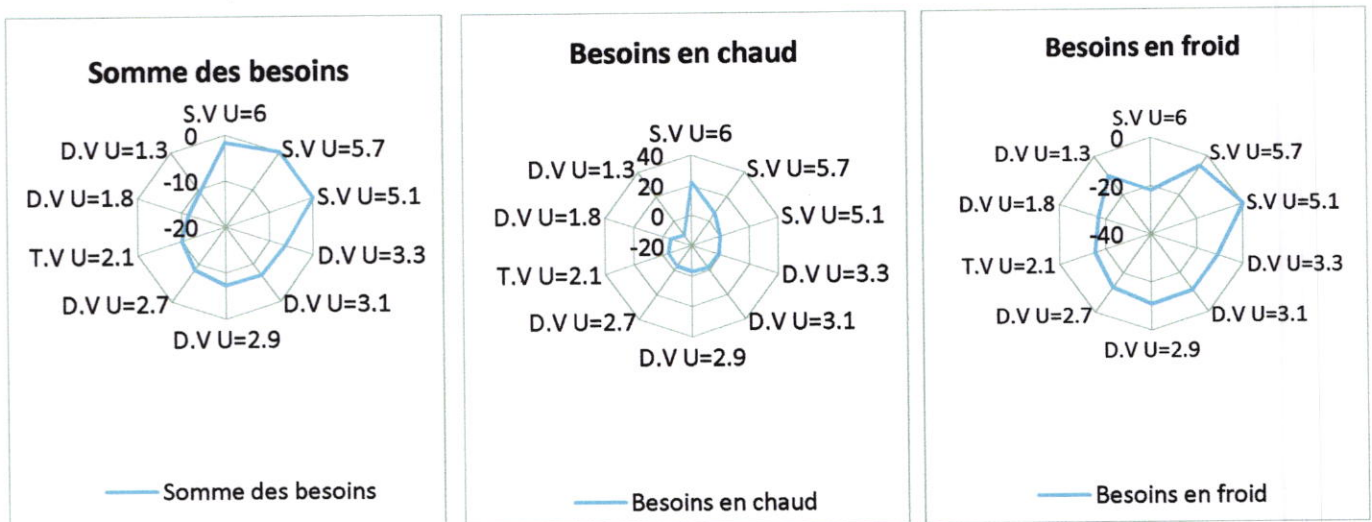 Somme des besoins
S.V U=6
0
S.V U=5.7
D.V U=1.3
-10
D.V U=1.8
S.V U=5.1
-20
T.V U=2.1
D.V U=3.3
D.V U=2.7
D.V U=3.1
D.V U=2.9
Somme des besoins
Besoins en chaud
S.V U=6
40
D.V U=1.3
S.V U=5.7
20
D.V U=1.8
S.V U=5.1
0
-20
T.V U=2.1
D.V U=3.3
D.V U=2.7
D.V U=3.1
D.V U=2.9
Besoins en chaud
Besoins en froid
S.V U=6
0
D.V U=1.3
S.V U=5.7
-20
D.V U=1.8
S.V U=5.1
-40
T.V U=2.1
D.V U=3.3
D.V U=2.7
D.V U=3.1
D.V U=2.9
Besoins en froid